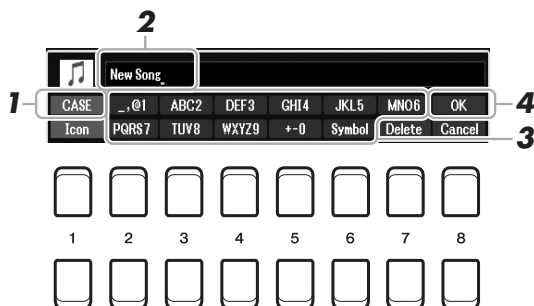 2
New Song_
1 CASE _,@1 ABC2 DEF3 GHI4 JKL5 MNO6 OK 4
Icon PQRS7 TUV8 WXYZ9 +-0 Symbol Delete Cancel 3
1 2 3 4 5 6 7 8